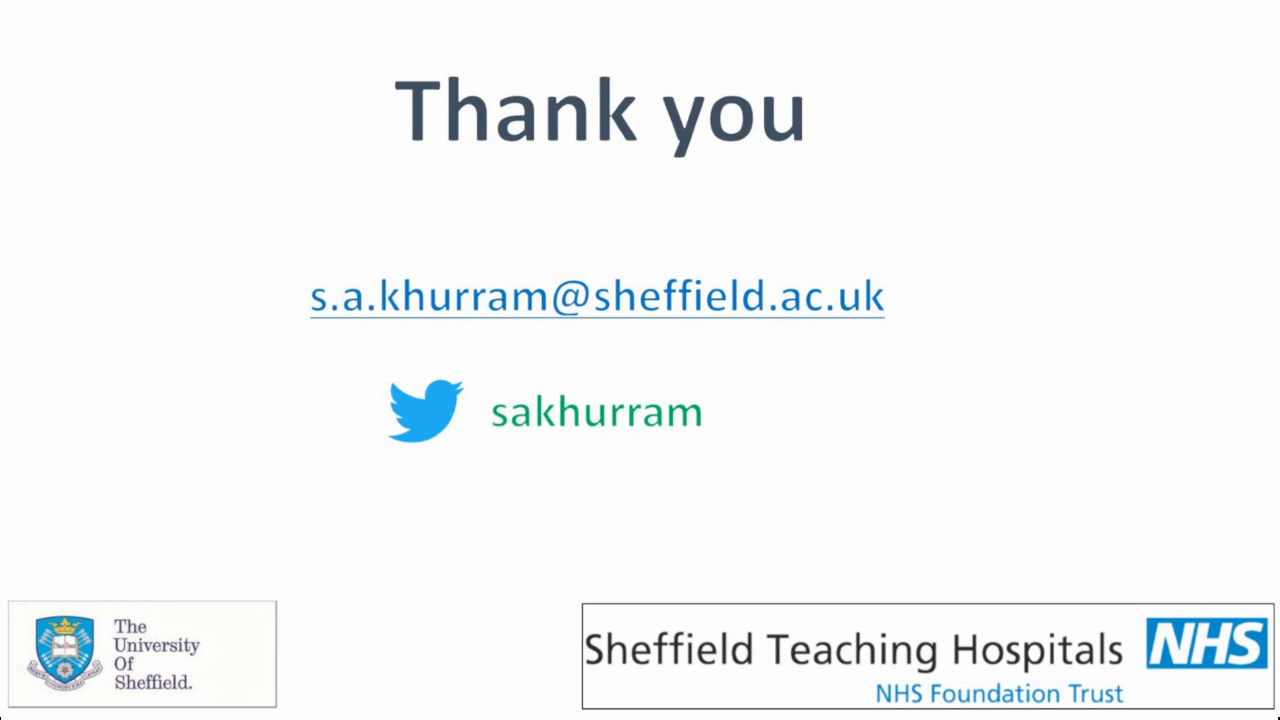 Thank you
s.a.khurram@sheffield.ac.uk
sakhurram
The
University
Of
Sheffield.
Sheffield Teaching Hospitals NHS
NHS Foundation Trust